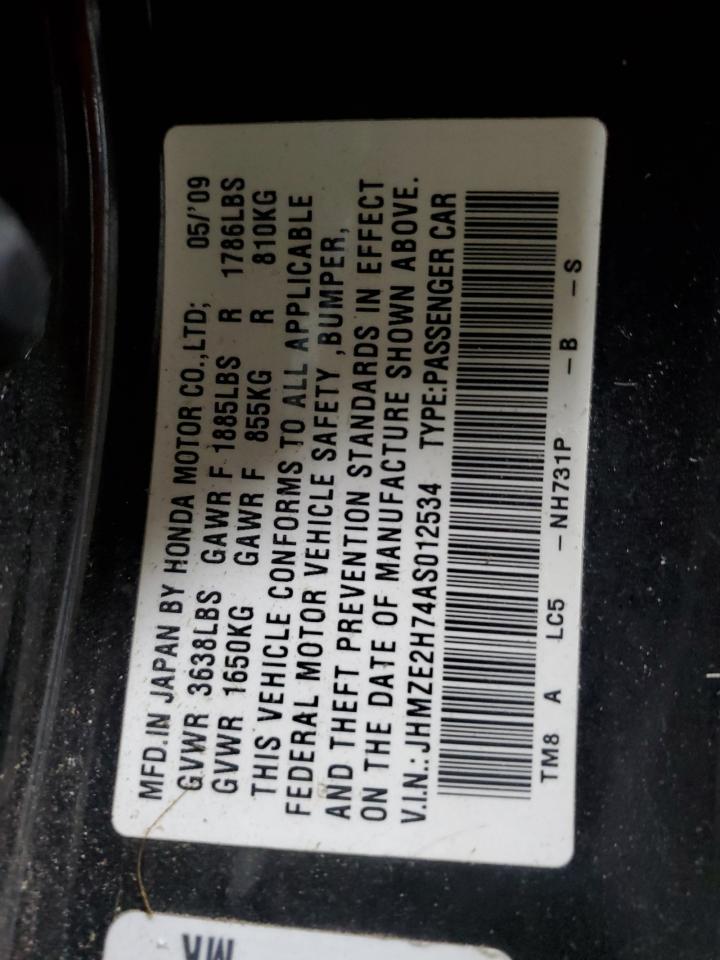 MFD.IN JAPAN BY HONDA MOTOR CO.,LTD; 05/'09
GVWR 3638LBS GAWR F 1885LBS R 1786LBS
GVWR 1650KG GAWR F 855KG R 810KG
THIS VEHICLE CONFORMS TO ALL APPLICABLE
FEDERAL MOTOR VEHICLE SAFETY ,BUMPER,
AND THEFT PREVENTION STANDARDS IN EFFECT
ON THE DATE OF MANUFACTURE SHOWN ABOVE.
V.I.N.:JHMZE2H74AS012534 TYPE:PASSENGER CAR
TM8 A LC5 -NH731P -B -S